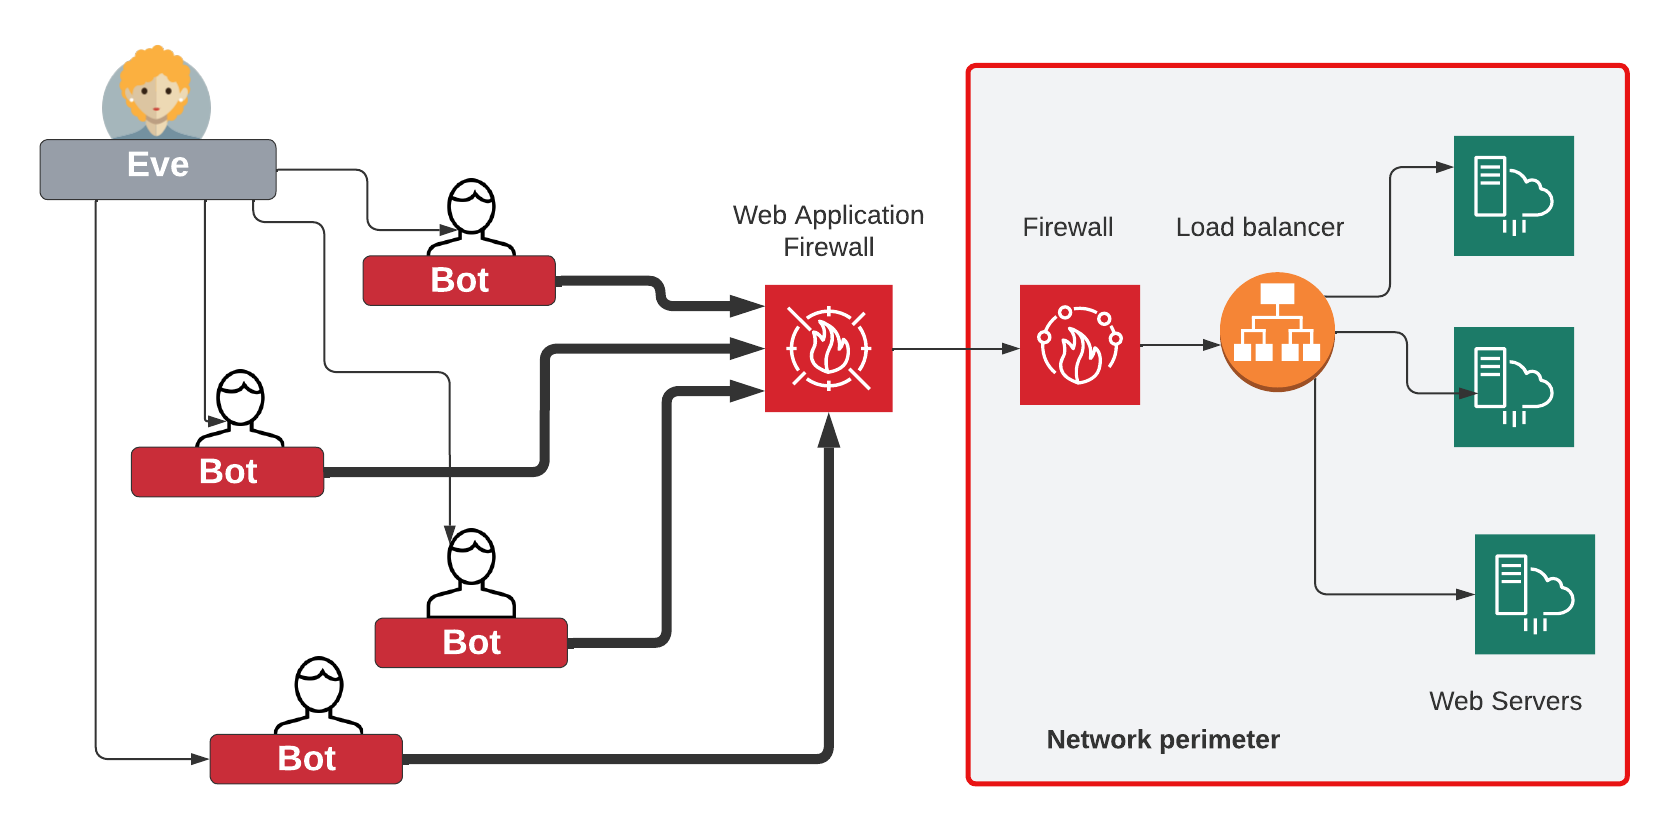 Eve
Bot
Web Application
Firewall
Firewall
Load balancer
Bot
Bot
Web Servers
Network perimeter
Bot